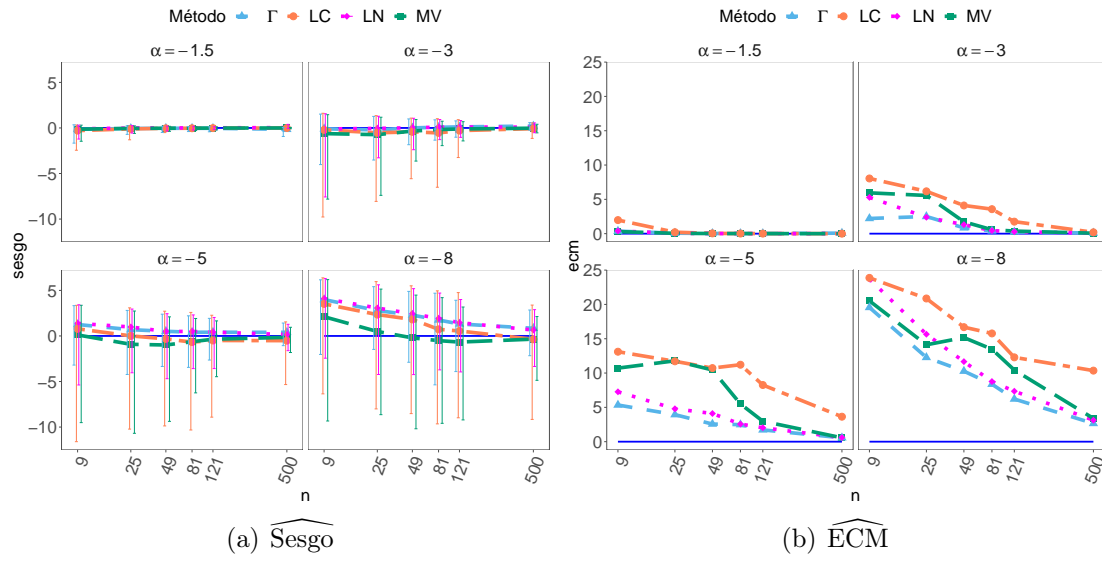 Método Γ LC LN MV
α = −1.5 α = −3
5
0
−5
−10
α = −5 α = −8
5
0
−5
−10
sesgo
9 25 49 81 121 500 9 25 49 81 121 500
n
(a) Sesgo
Método Γ LC LN MV
α = −1.5 α = −3
25
20
15
10
5
0
α = −5 α = −8
25
20
15
10
5
0
ecm
9 25 49 81 121 500 9 25 49 81 121 500
n
(b) ECM